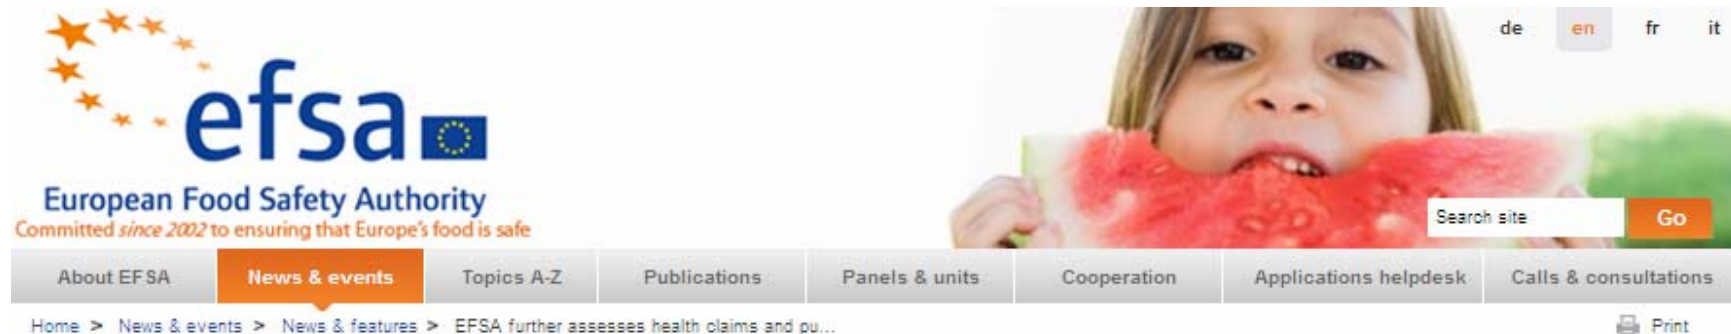 de en fr it
efsa
European Food Safety Authority
Committed since 2002 to ensuring that Europe's food is safe
Search site Go
About EFSA News & events Topics A-Z Publications Panels & units Cooperation Applications helpdesk Calls & consultations
Home > News & events > News & features > EFSA further assesses health claims and pu... Print